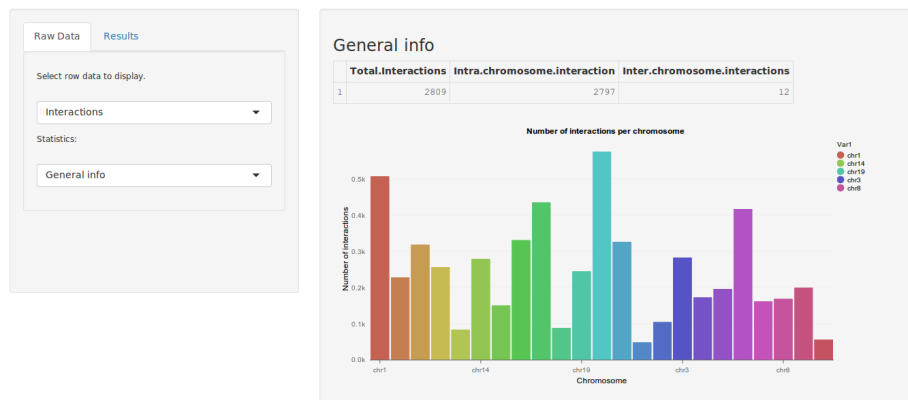 Raw Data Results
Select row data to display.
Interactions
Statistics:
General info
General info
Total.Interactions Intra.chromosome.interaction Inter.chromosome.interactions
1 2809 2797 12
Number of interactions per chromosome
Var1
chr1
chr14
chr19
chr3
chr8
Number of interactions
0.5k
0.4k
0.3k
0.2k
0.1k
0.0k
chr1 chr14 chr19 chr3 chr8
Chromosome